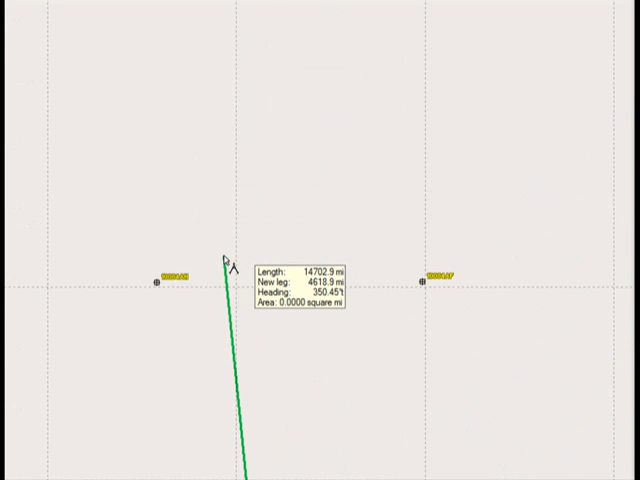 Length: 14702.9 mi
New leg: 4618.9 mi
Heading: 350.45°t
Area: 0.0000 square mi